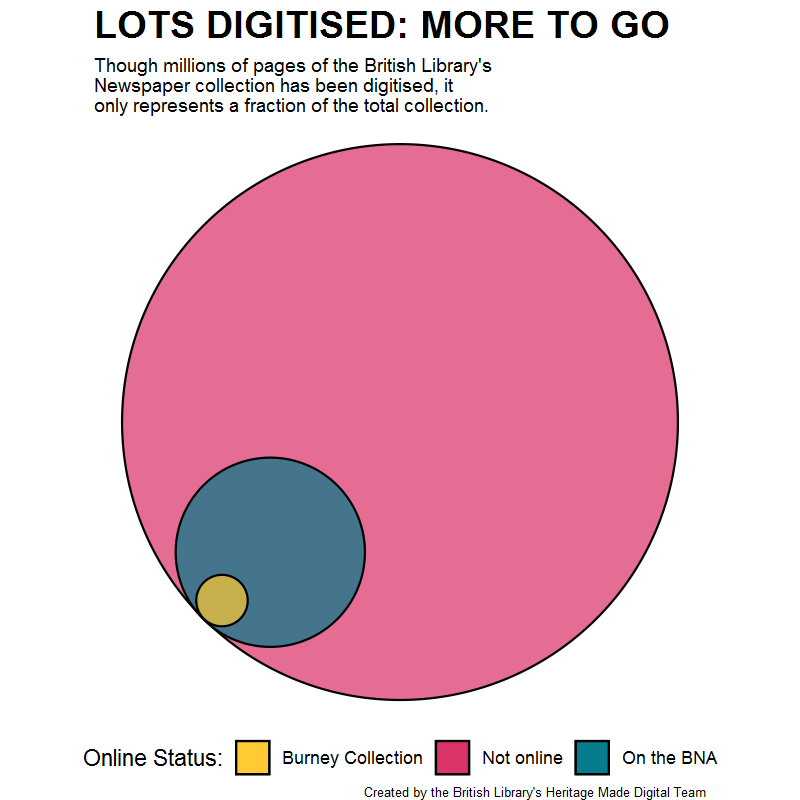 LOTS DIGITISED: MORE TO GO
Though millions of pages of the British Library's
Newspaper collection has been digitised, it
only represents a fraction of the total collection.
Online Status: Burney Collection Not online On the BNA
Created by the British Library's Heritage Made Digital Team